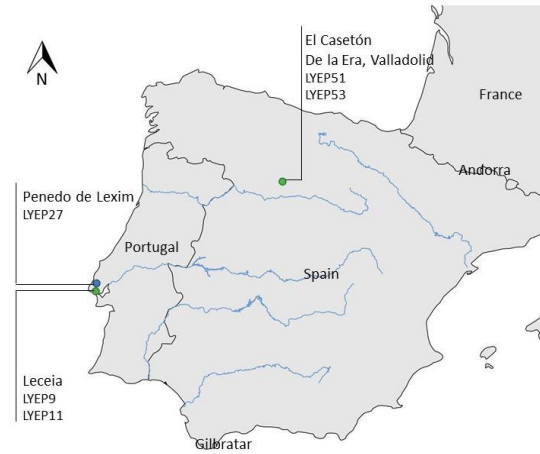 El Casetón
De la Era, Valladolid
LYEP51
LYEP53
France
N
Andorra
Penedo de Lexim
LYEP27
Portugal
Spain
Leceia
LYEP9
LYEP11
Gilbratar